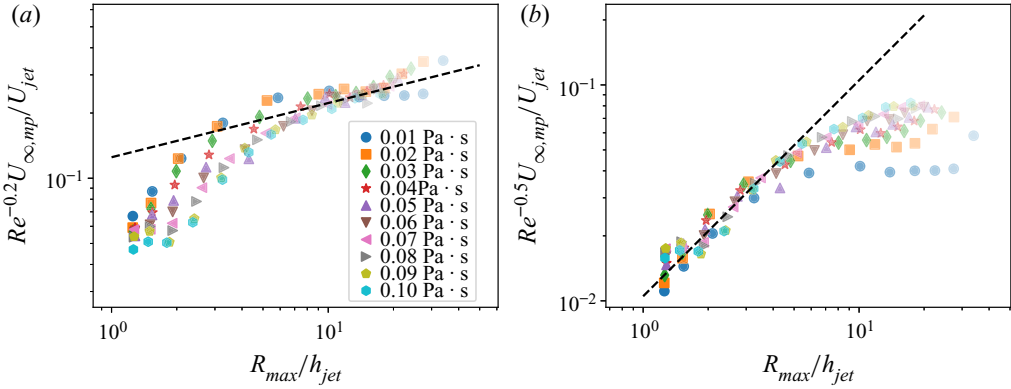 (a)
Re^{-0.2}U_{∞,mp}/U_{jet}
10^{-1}
0.01 Pa · s
0.02 Pa · s
0.03 Pa · s
0.04Pa · s
0.05 Pa · s
0.06 Pa · s
0.07 Pa · s
0.08 Pa · s
0.09 Pa · s
0.10 Pa · s
10^0
10^1
R_{max}/h_{jet}
(b)
Re^{-0.5}U_{∞,mp}/U_{jet}
10^{-1}
10^{-2}
10^0
10^1
R_{max}/h_{jet}